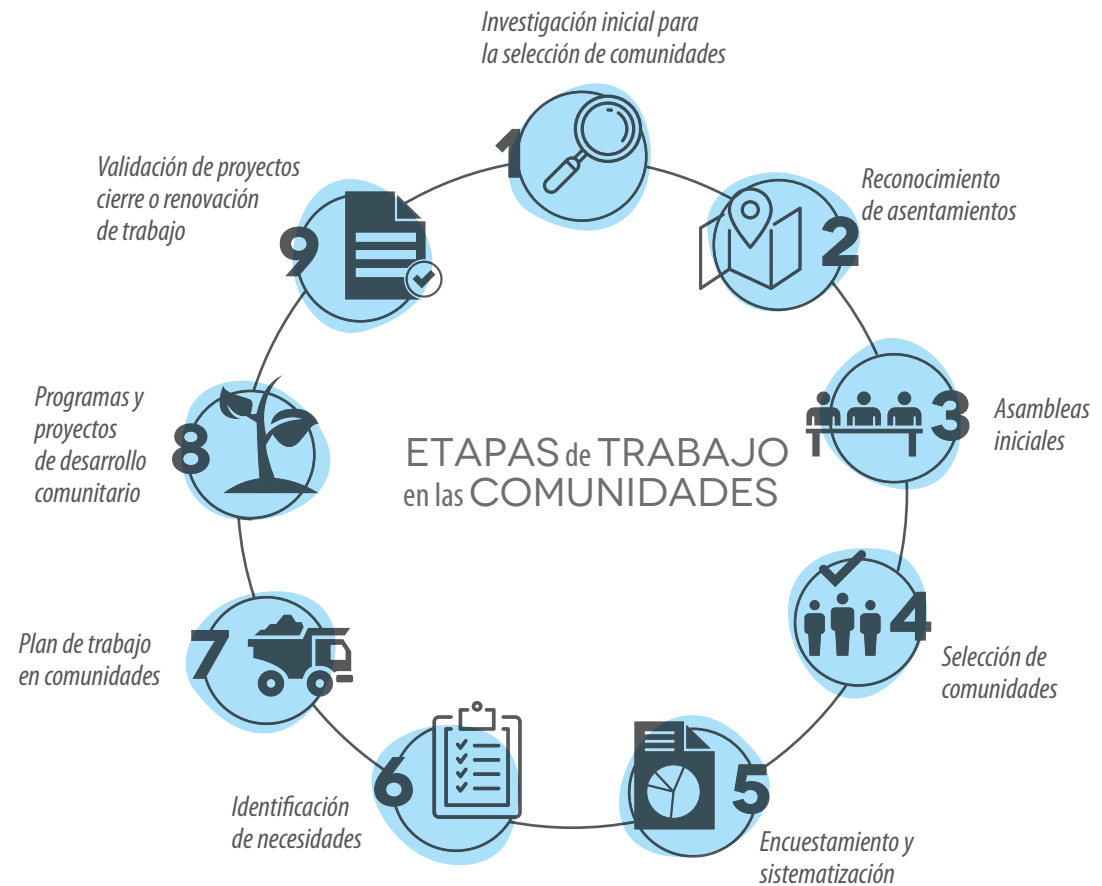 Investigación inicial para
la selección de comunidades
1
Reconocimiento
de asentamientos
2
Asambleas
iniciales
3
Selección de
comunidades
4
Encuestamiento y
sistematización
5
Identificación
de necesidades
6
Plan de trabajo
en comunidades
7
Programas y
proyectos
de desarrollo
comunitario
8
Validación de proyectos
cierre o renovación
de trabajo
9
ETAPAS de TRABAJO
en las COMUNIDADES